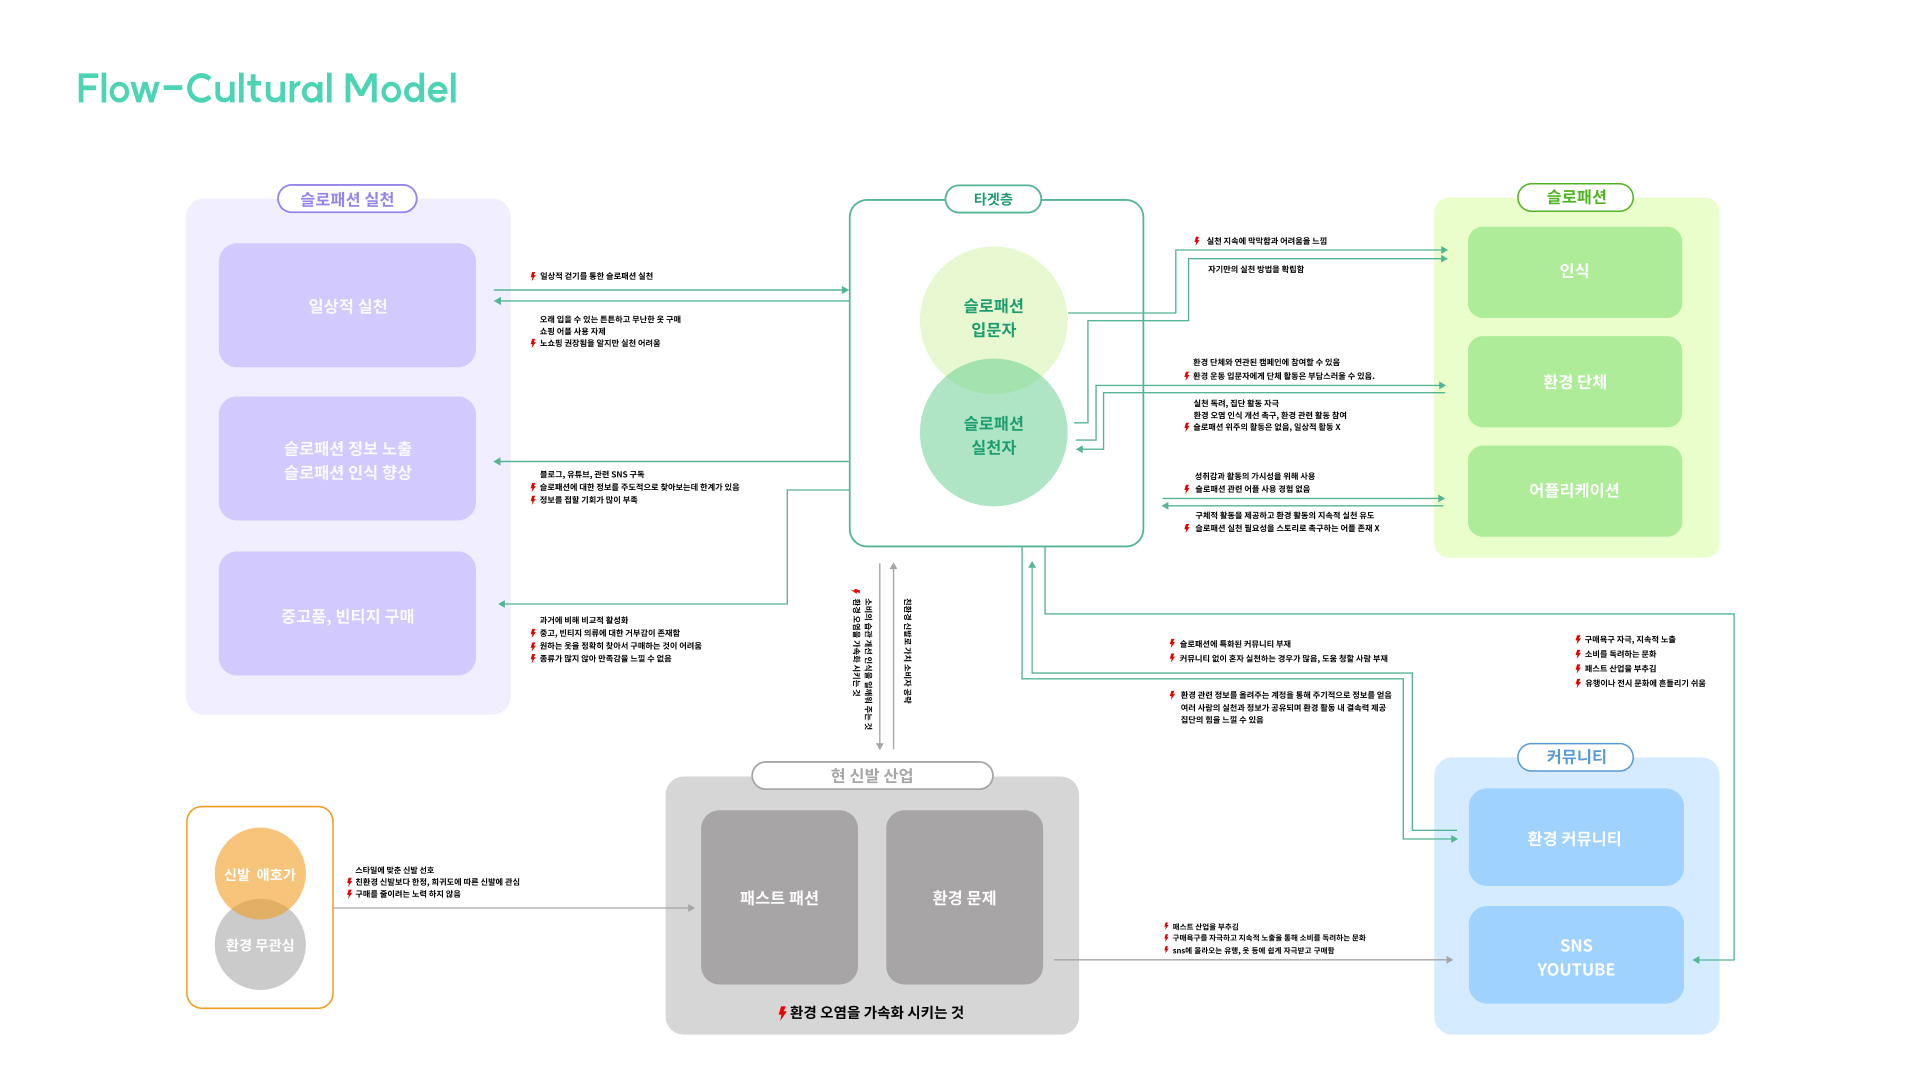 Flow-Cultural Model
슬로패션 실천
일상적 실천
슬로패션 정보 노출
슬로패션 인식 향상
중고품, 빈티지 구매
일상적 걷기를 통한 슬로패션 실천
오래 입을 수 있는 튼튼하고 무난한 옷 구매
쇼핑 어플 사용 자제
노쇼핑 권장됨을 알지만 실천 어려움
블로그, 유튜브, 관련 SNS 구독
슬로패션에 대한 정보를 주도적으로 찾아보는데 한계가 있음
정보를 접할 기회가 많이 부족
과거에 비해 비교적 활성화
중고, 빈티지 의류에 대한 거부감이 존재함
원하는 옷을 정확히 찾아서 구매하는 것이 어려움
종류가 많지 않아 만족감을 느낄 수 없음
타겟층
슬로패션
입문자
슬로패션
실천자
실천 지속에 막막함과 어려움을 느낌
자기만의 실천 방법을 확립함
환경 단체와 연관된 캠페인에 참여할 수 있음
환경 운동 입문자에게 단체 활동은 부담스러울 수 있음.
실천 독려, 집단 활동 자극
환경 오염 인식 개선 촉구, 환경 관련 활동 참여
슬로패션 위주의 활동은 없음, 일상적 활동 X
성취감과 활동의 가시성을 위해 사용
슬로패션 관련 어플 사용 경험 없음
구체적 활동을 제공하고 환경 활동의 지속적 실천 유도
슬로패션 실천 필요성을 스토리로 촉구하는 어플 존재 X
슬로패션
인식
환경 단체
어플리케이션
소비의 습관 개선 인식을 일깨워 주는 것
환경 오염을 가속화 시키는 것
친환경 신발로 가치 소비자 공략
슬로패션에 특화된 커뮤니티 부재
커뮤니티 없이 혼자 실천하는 경우가 많음, 도움 청할 사람 부재
환경 관련 정보를 올려주는 계정을 통해 주기적으로 정보를 얻음
여러 사람의 실천과 정보가 공유되며 환경 활동 내 결속력 제공
집단의 힘을 느낄 수 있음
구매욕구 자극, 지속적 노출
소비를 독려하는 문화
패스트 산업을 부추김
유행이나 전시 문화에 흔들리기 쉬움
커뮤니티
환경 커뮤니티
SNS
YOUTUBE
현 신발 산업
패스트 패션
환경 문제
환경 오염을 가속화 시키는 것
신발 애호가
환경 무관심
스타일에 맞춘 신발 선호
친환경 신발보다 한정, 희귀도에 따른 신발에 관심
구매를 줄이려는 노력 하지 않음
패스트 산업을 부추김
구매욕구를 자극하고 지속적 노출을 통해 소비를 독려하는 문화
sns에 올라오는 유행, 옷 등에 쉽게 자극받고 구매함